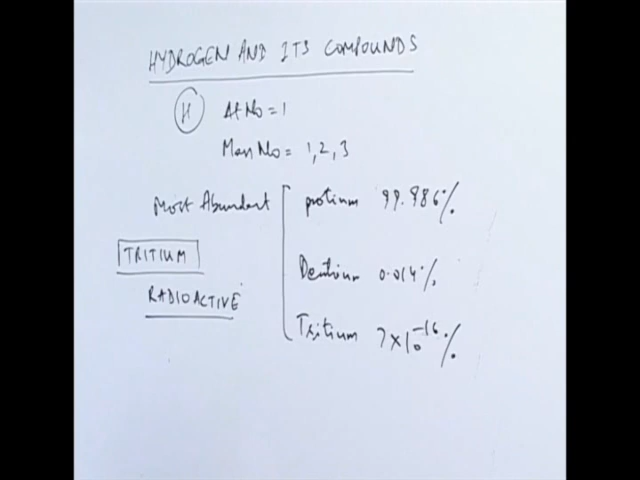 HYDROGEN AND ITS COMPOUNDS
H At No = 1
Mass No = 1, 2, 3
Most Abundant protium 99.986%
TRITIUM
Deutrium 0.014%
RADIOACTIVE
Tritium 7×10⁻¹⁶%